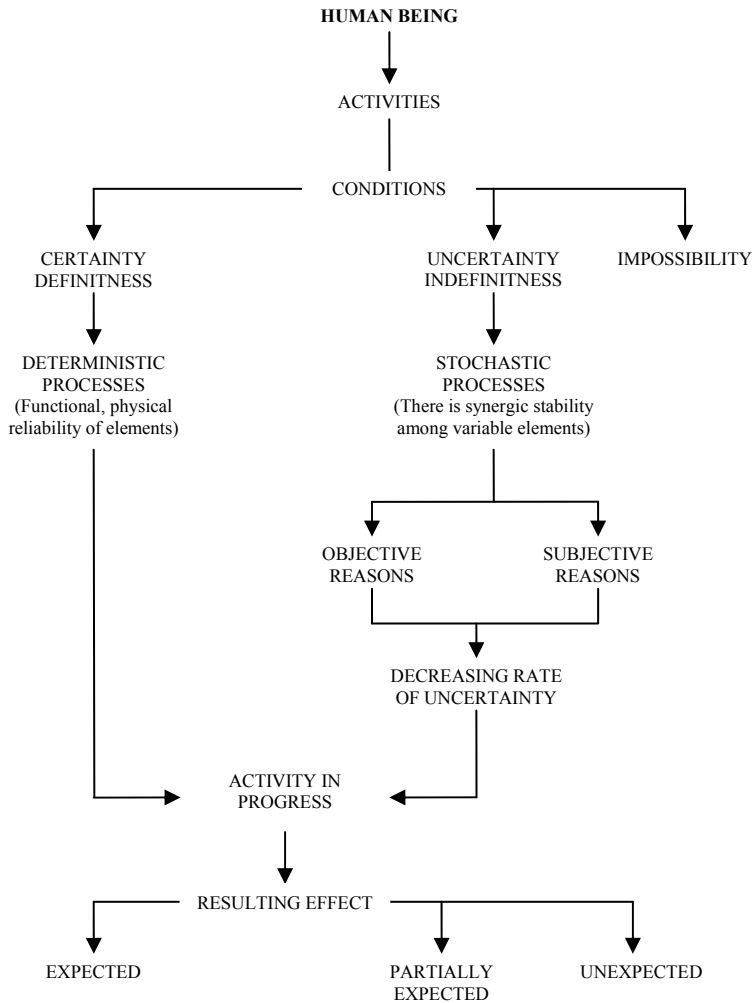 HUMAN BEING
ACTIVITIES
CONDITIONS
CERTAINTY
DEFINITNESS
UNCERTAINTY
INDEFINITNESS
IMPOSSIBILITY
DETERMINISTIC
PROCESSES
(Functional, physical
reliability of elements)
STOCHASTIC
PROCESSES
(There is synergic stability
among variable elements)
OBJECTIVE
REASONS
SUBJECTIVE
REASONS
DECREASING RATE
OF UNCERTAINTY
ACTIVITY IN
PROGRESS
RESULTING EFFECT
EXPECTED
PARTIALLY
EXPECTED
UNEXPECTED